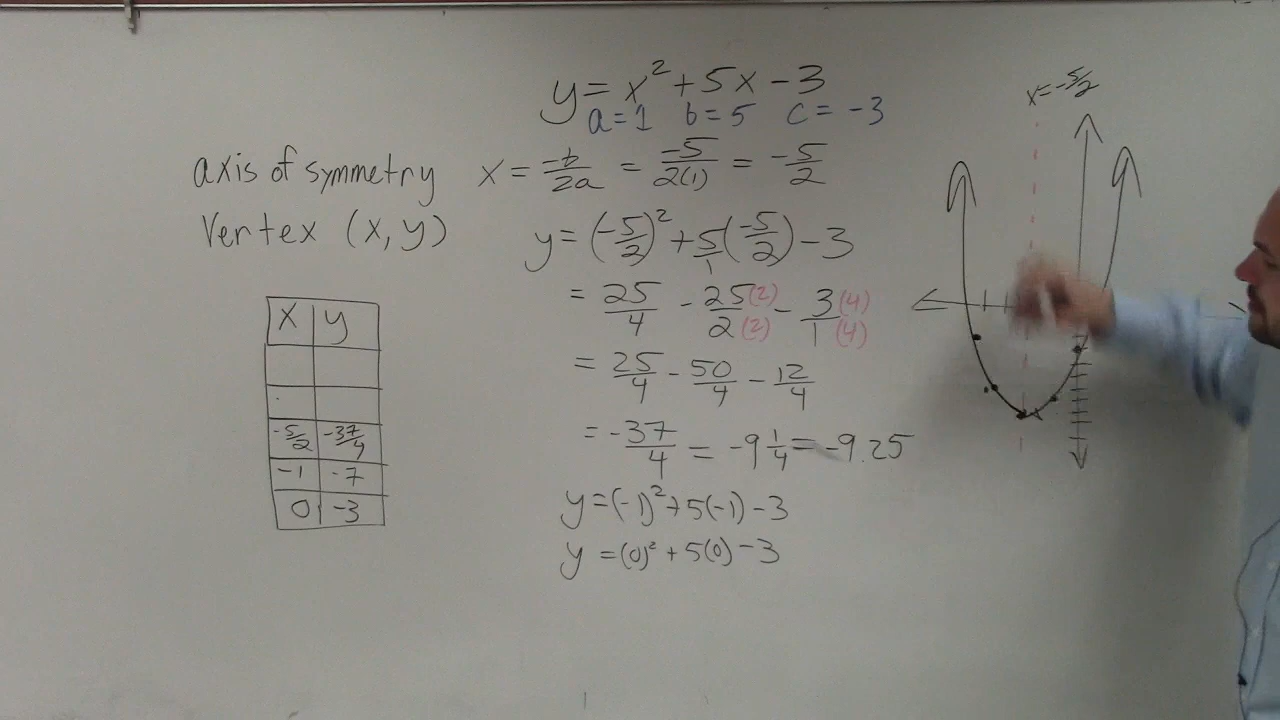 y = x² + 5x - 3
a = 1 b = 5 c = -3
axis of symmetry x = -b/2a = -5/2(1) = -5/2
Vertex (x, y)
y = (-5/2)² + 5/1(-5/2) - 3
= 25/4 - 25(2)/2(2) - 3(4)/1(4)
= 25/4 - 50/4 - 12/4
= -37/4 = -9 1/4 = -9.25
y = (-1)² + 5(-1) - 3
y = (0)² + 5(0) - 3
x y
-5/2 -37/4
-1 -7
0 -3
x = -5/2